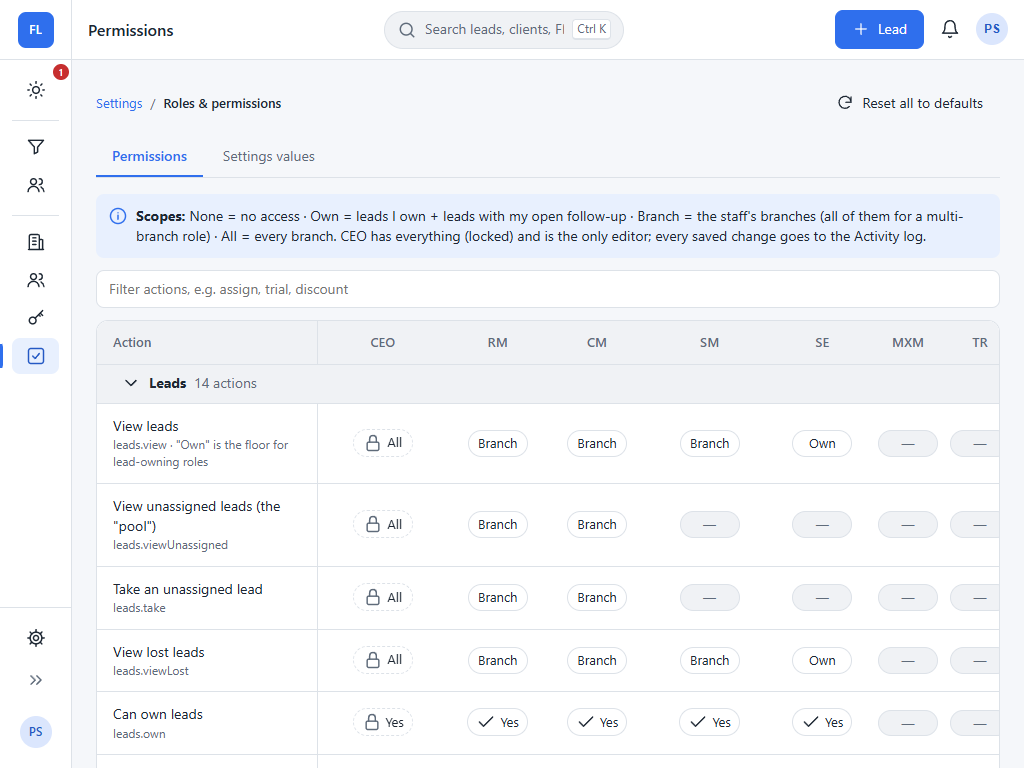 FL
Permissions
Search leads, clients, Fl
Ctrl K
+ Lead
PS
1
Settings / Roles & permissions
Reset all to defaults
Permissions
Settings values
Scopes: None = no access · Own = leads I own + leads with my open follow-up · Branch = the staff's branches (all of them for a multi-
branch role) · All = every branch. CEO has everything (locked) and is the only editor; every saved change goes to the Activity log.
Filter actions, e.g. assign, trial, discount
Action CEO RM CM SM SE MXM TR
Leads 14 actions
View leads
leads.view · "Own" is the floor for
lead-owning roles
All Branch Branch Branch Own — —
View unassigned leads (the
"pool")
leads.viewUnassigned
All Branch Branch — — — —
Take an unassigned lead
leads.take
All Branch Branch — — — —
View lost leads
leads.viewLost
All Branch Branch Branch Own — —
Can own leads
leads.own
Yes Yes Yes Yes Yes — —
PS